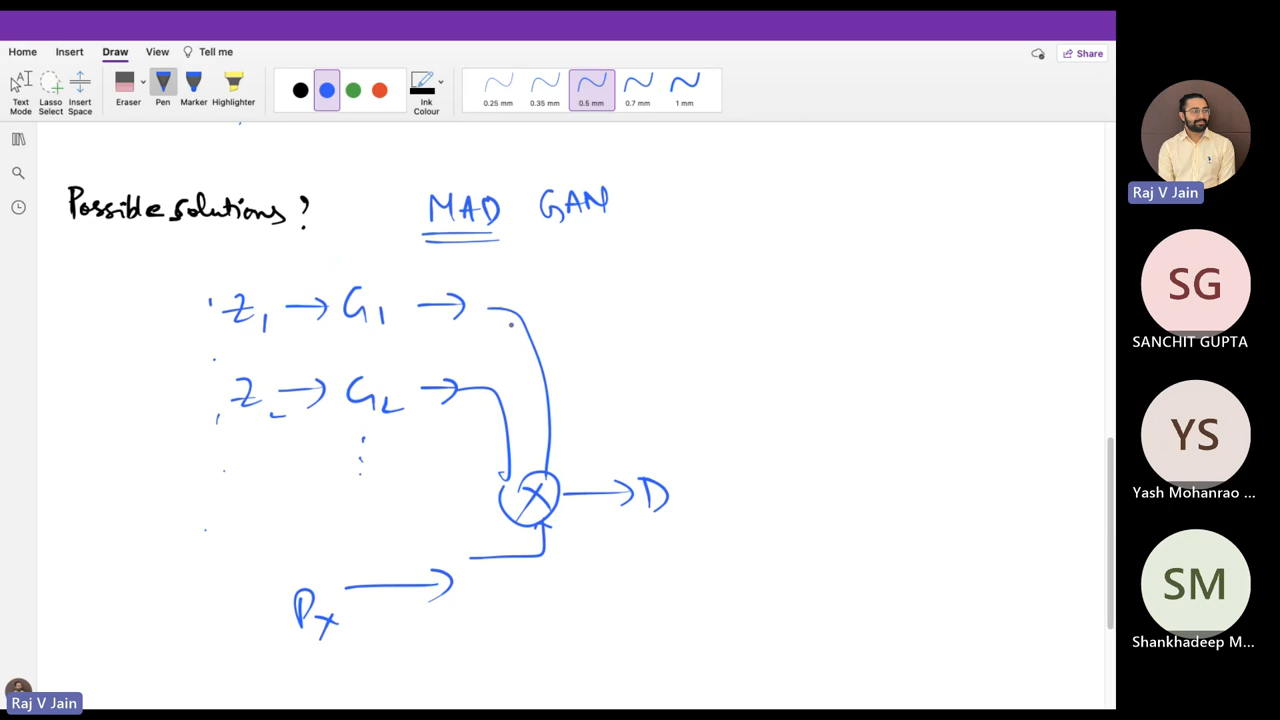 Home Insert Draw View Tell me
Share
Text Mode
Lasso Select
Insert Space
Eraser
Pen
Marker
Highlighter
Ink Colour
0.25 mm
0.35 mm
0.5 mm
0.7 mm
1 mm
Possible solutions? MAD GAN
Z1 → G1 →
Z2 → G2 →
⋮
X → D
Px →
Raj V Jain
Raj V Jain
SG
SANCHIT GUPTA
YS
Yash Mohanrao ...
SM
Shankhadeep M...